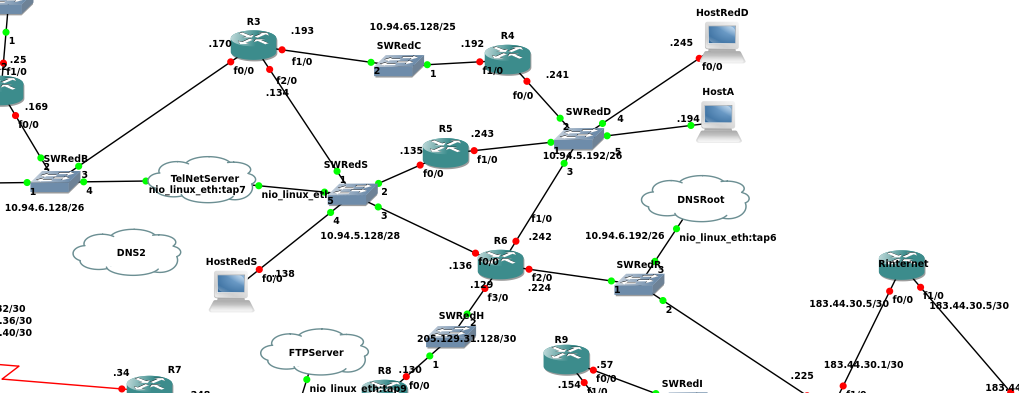 HostRedD
R3
.193
10.94.65.128/25
R4
.170
SWRedC
.192
.245
f0/0
f1/0
2
1
f1/0
f0/0
1
.25
f1/0
f2/0
.134
.241
f0/0
HostA
.169
f0/0
SWRedD
2
4
.194
R5
.243
1
5
10.94.5.192/26
SWRedB
2
3
.135
f1/0
f0/0
3
SWRedS
1
TelNetServer
nio_linux_eth:tap7
1
4
nio_linux_eth
5
2
DNSRoot
10.94.6.128/26
4
3
f1/0
.242
10.94.6.192/26
nio_linux_eth:tap6
10.94.5.128/28
R6
DNS2
HostRedS
.138
f0/0
.136
f0/0
SWRedR
3
RInternet
f2/0
.224
1
2
.129
f3/0
183.44.30.5/30
f0/0
f1/0
183.44.30.5/30
.36/30
.40/30
SWRedH
2
205.129.31.128/30
1
FTPServer
R9
183.44.30.1/30
.34
R7
R8
.130
f0/0
nio_linux_eth:tap9
.57
f0/0
.154
f1/0
SWRedI
.225
f1/0
183.44